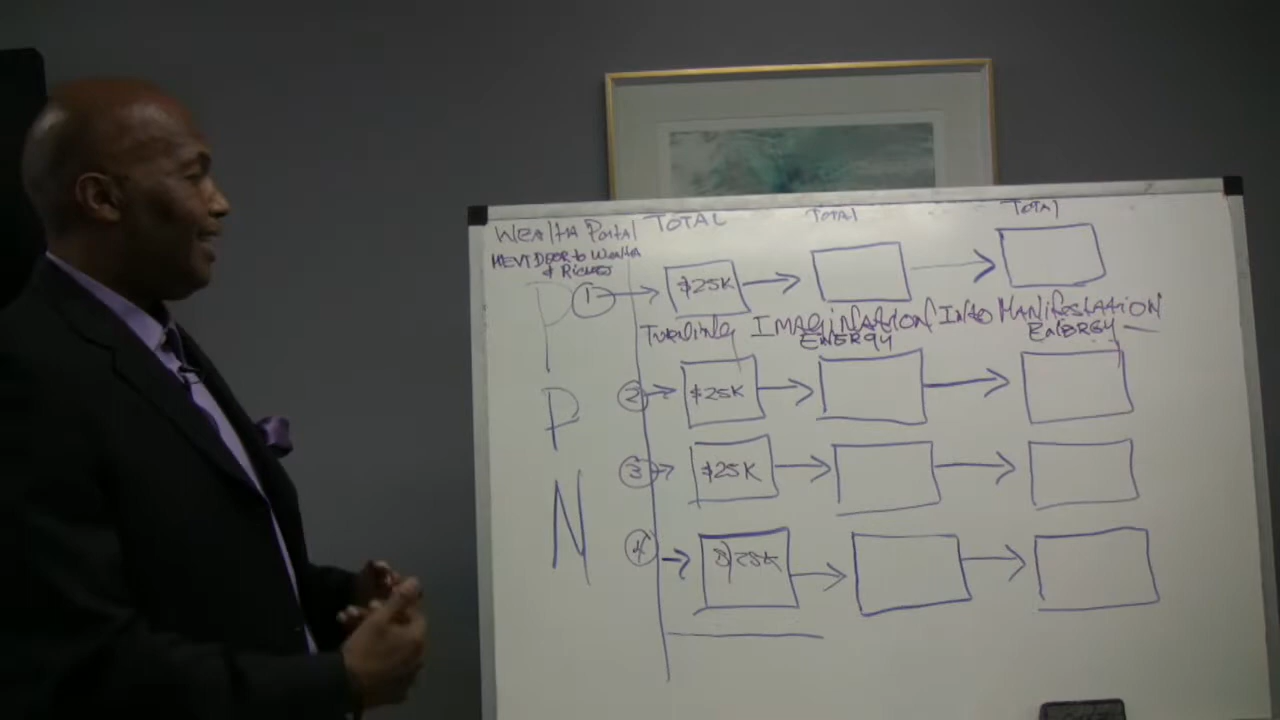 Wealth Portal TOTAL Total Total
NEXT DOOR to Wealth
& Riches
P 1 $25K
Turning IMAGINATION Into MANifestatioN
ENERGY ENERGY
P 2 $25K
3 $25K
N
4 $25K